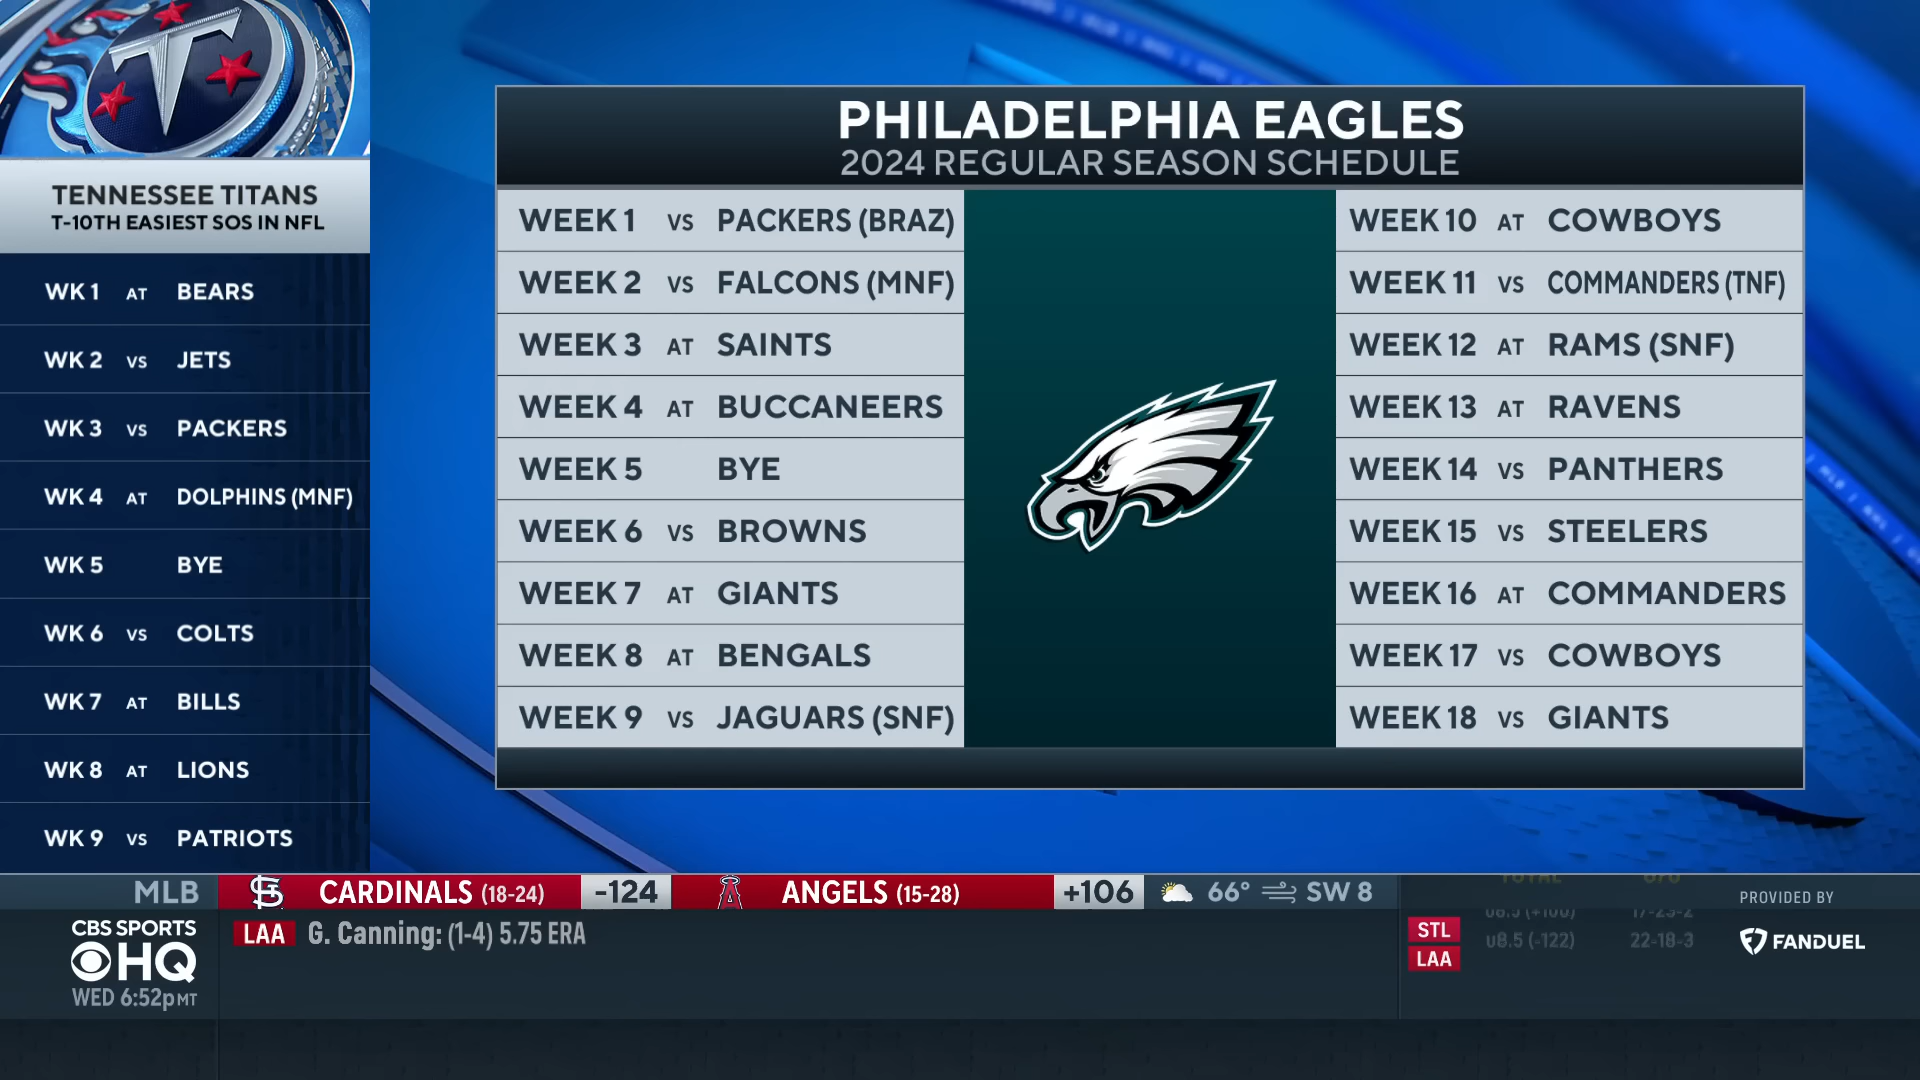 TENNESSEE TITANS
T-10TH EASIEST SOS IN NFL
WK 1 AT BEARS
WK 2 VS JETS
WK 3 VS PACKERS
WK 4 AT DOLPHINS (MNF)
WK 5 BYE
WK 6 VS COLTS
WK 7 AT BILLS
WK 8 AT LIONS
WK 9 VS PATRIOTS
PHILADELPHIA EAGLES
2024 REGULAR SEASON SCHEDULE
WEEK 1 VS PACKERS (BRAZ)
WEEK 2 VS FALCONS (MNF)
WEEK 3 AT SAINTS
WEEK 4 AT BUCCANEERS
WEEK 5 BYE
WEEK 6 VS BROWNS
WEEK 7 AT GIANTS
WEEK 8 AT BENGALS
WEEK 9 VS JAGUARS (SNF)
WEEK 10 AT COWBOYS
WEEK 11 VS COMMANDERS (TNF)
WEEK 12 AT RAMS (SNF)
WEEK 13 AT RAVENS
WEEK 14 VS PANTHERS
WEEK 15 VS STEELERS
WEEK 16 AT COMMANDERS
WEEK 17 VS COWBOYS
WEEK 18 VS GIANTS
MLB CARDINALS (18-24) -124 ANGELS (15-28) +106 66° SW 8
LAA G. Canning: (1-4) 5.75 ERA
CBS SPORTS
HQ
WED 6:52p MT
STL
LAA
u8.5 (-122) 22-18-3
PROVIDED BY
FANDUEL